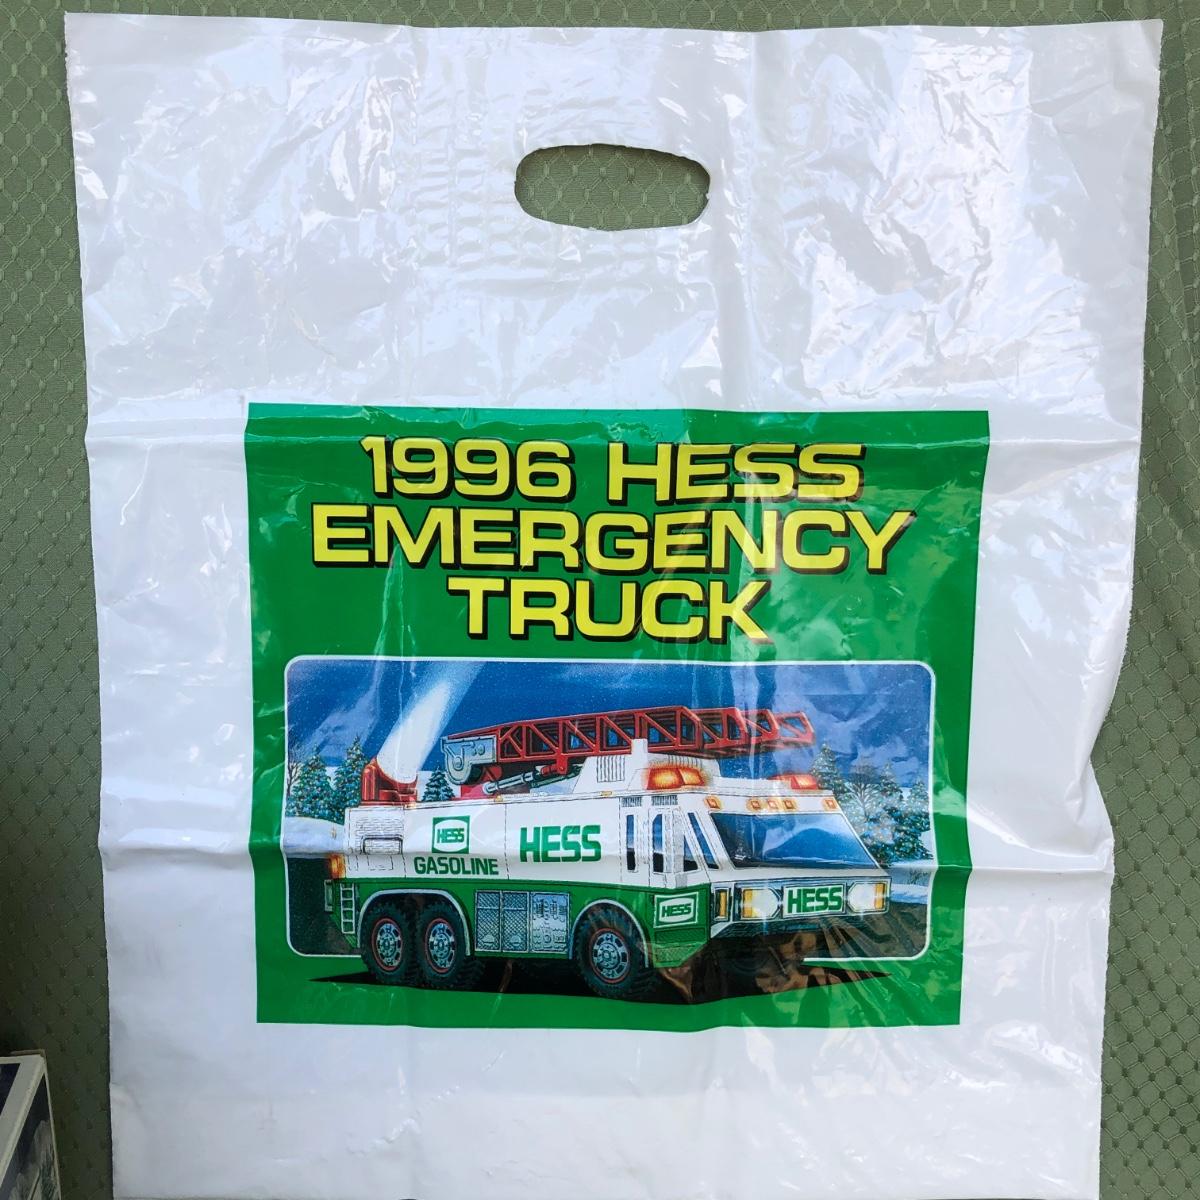 1996 HESS
EMERGENCY
TRUCK
HESS
GASOLINE
HESS
HESS
HESS